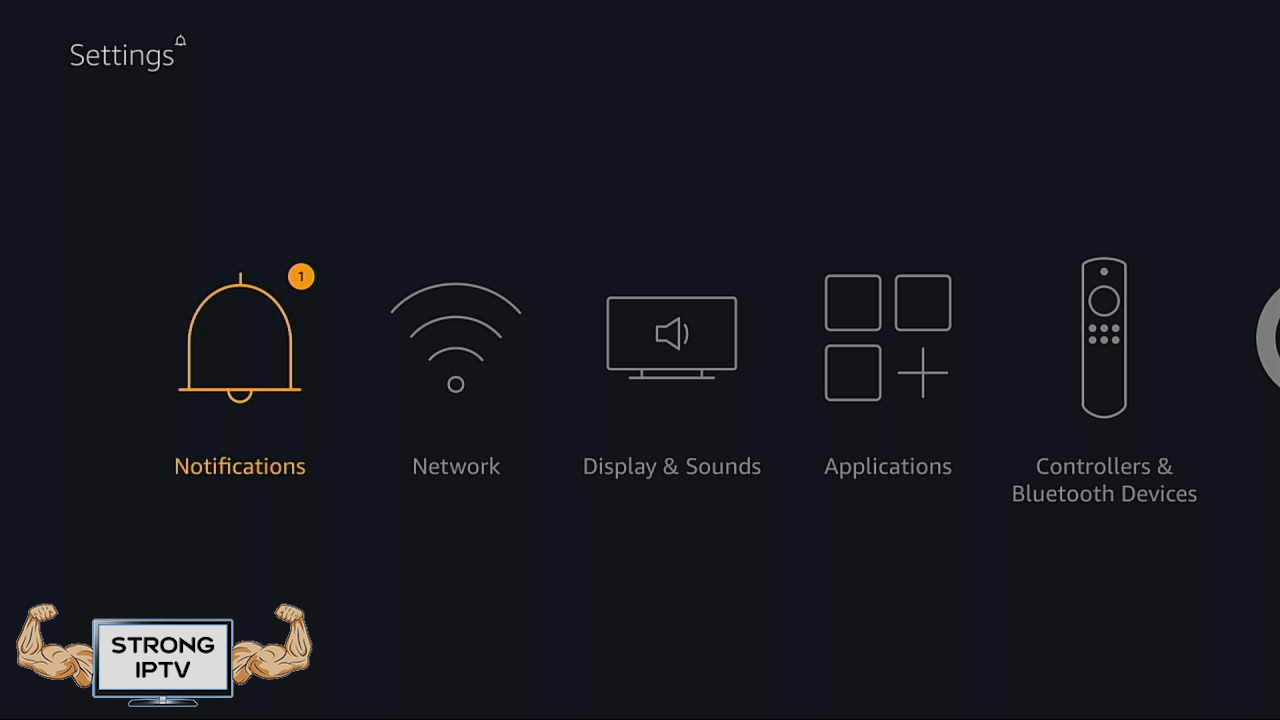 Settings
1
Notifications
Network
Display & Sounds
Applications
Controllers &
Bluetooth Devices
STRONG
IPTV